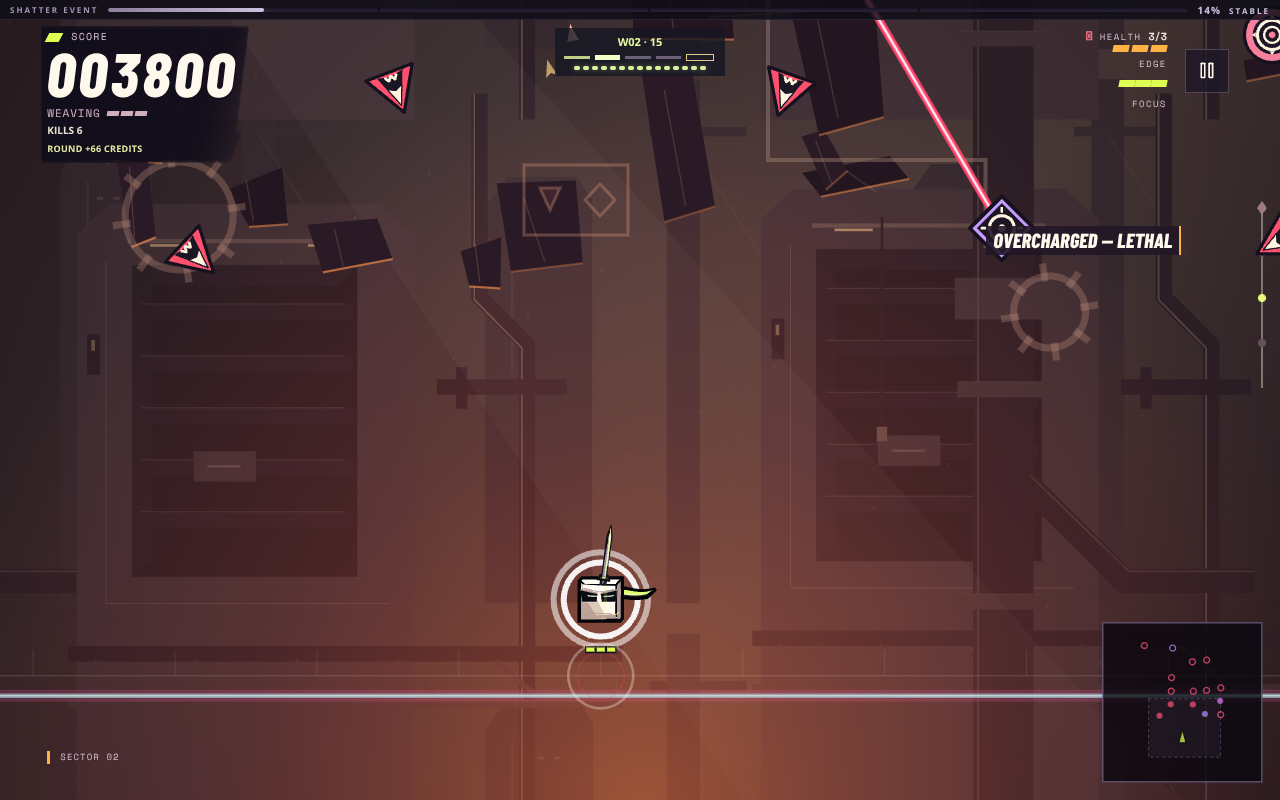 SHATTER EVENT
14% STABLE
SCORE
003800
WEAVING
KILLS 6
ROUND +66 CREDITS
W02 · 15
HEALTH 3/3
EDGE
FOCUS
OVERCHARGED — LETHAL
SECTOR 02